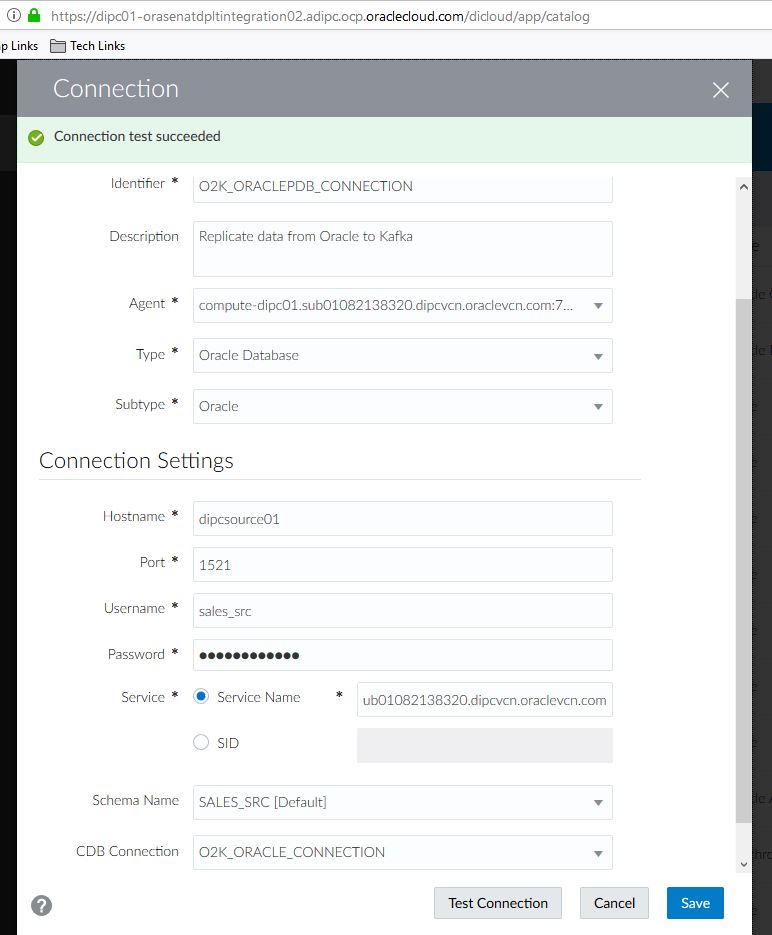 https://dipc01-orasenatdpltintegration02.adipc.ocp.oraclecloud.com/dicloud/app/catalog
p Links Tech Links
Connection
Connection test succeeded
Identifier * O2K_ORACLEPDB_CONNECTION
Description Replicate data from Oracle to Kafka
Agent * compute-dipc01.sub01082138320.dipcvcn.oraclevcn.com:7...
Type * Oracle Database
Subtype * Oracle
Connection Settings
Hostname * dipcsource01
Port * 1521
Username * sales_src
Password * ●●●●●●●●●●●●
Service * Service Name * ub01082138320.dipcvcn.oraclevcn.com
SID
Schema Name SALES_SRC [Default]
CDB Connection O2K_ORACLE_CONNECTION
? Test Connection Cancel Save